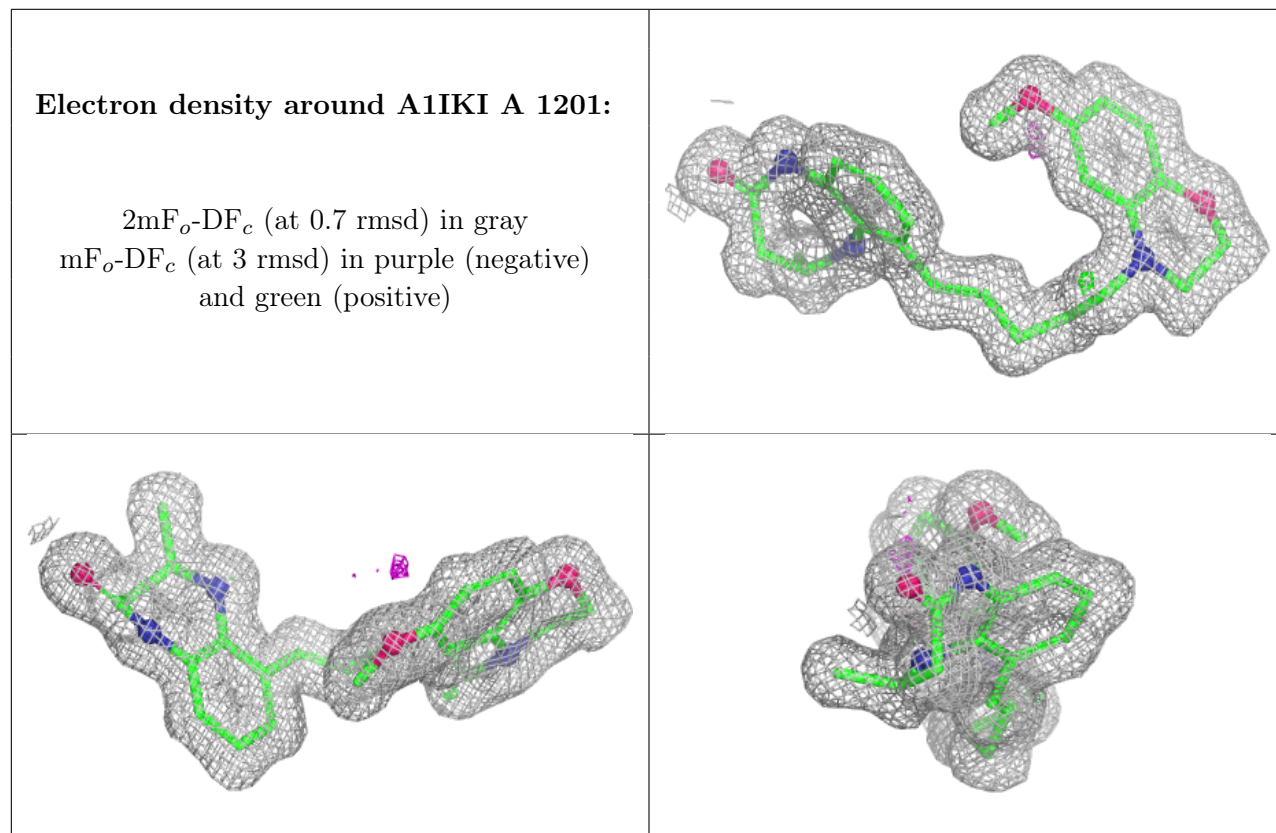 Electron density around A1IKI A 1201:
2mFo-DFc (at 0.7 rmsd) in gray
mFo-DFc (at 3 rmsd) in purple (negative)
and green (positive)